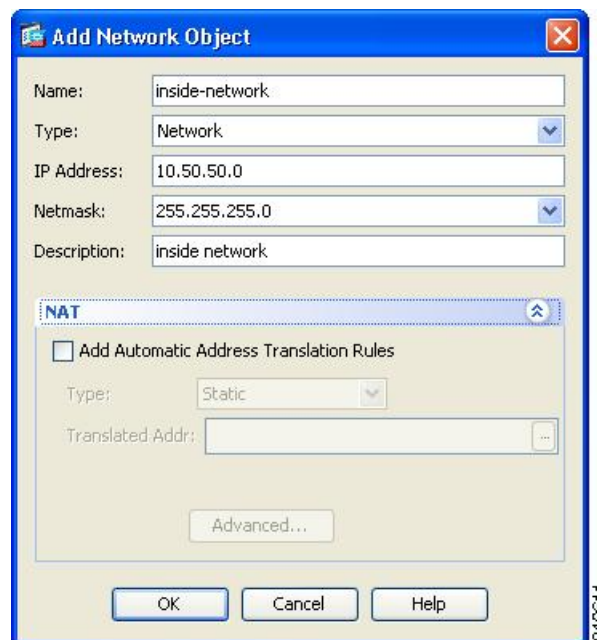 Add Network Object
Name: inside-network
Type: Network
IP Address: 10.50.50.0
Netmask: 255.255.255.0
Description: inside network
NAT
Add Automatic Address Translation Rules
Type: Static
Translated Addr: ...
Advanced...
OK Cancel Help